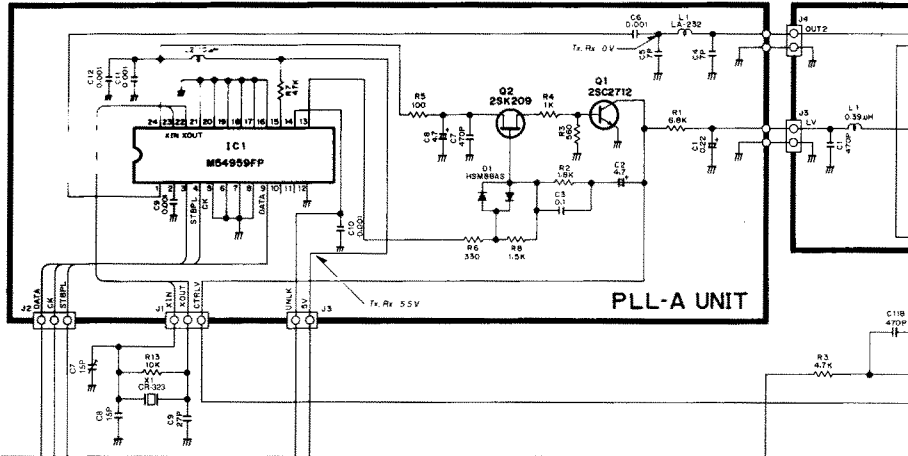 C6
0.001
L1
LA-232
J4
OUT2
Tx, Rx 0V
C5
7P
C4
7P
L2
C12
0.001
C11
0.001
R7
47K
R5
100
Q2
2SK209
R4
1K
Q1
2SC2712
24 23 22 21 20 19 18 17 16 15 14 13
XIN XOUT
IC1
M54959FP
1 2 3 4 5 6 7 8 9 10 11 12
C8
4.7
C7
470P
R3
560
R1
6.8K
J3
LV
L1
0.39μH
C1
0.22
C1
470P
D1
HSM88AS
R2
1.8K
C2
4.7
C3
0.1
C9
0.001
STBPL
CK
DATA
C10
0.001
R6
330
R8
1.5K
Tx, Rx 5.5V
PLL-A UNIT
J2
DATA
CK
STBPL
J1
XIN
XOUT
CTRLV
UNLK
5V
J3
C7
15P
R13
10K
X1
CR-323
C8
15P
C9
27P
R3
4.7K
C118
470P